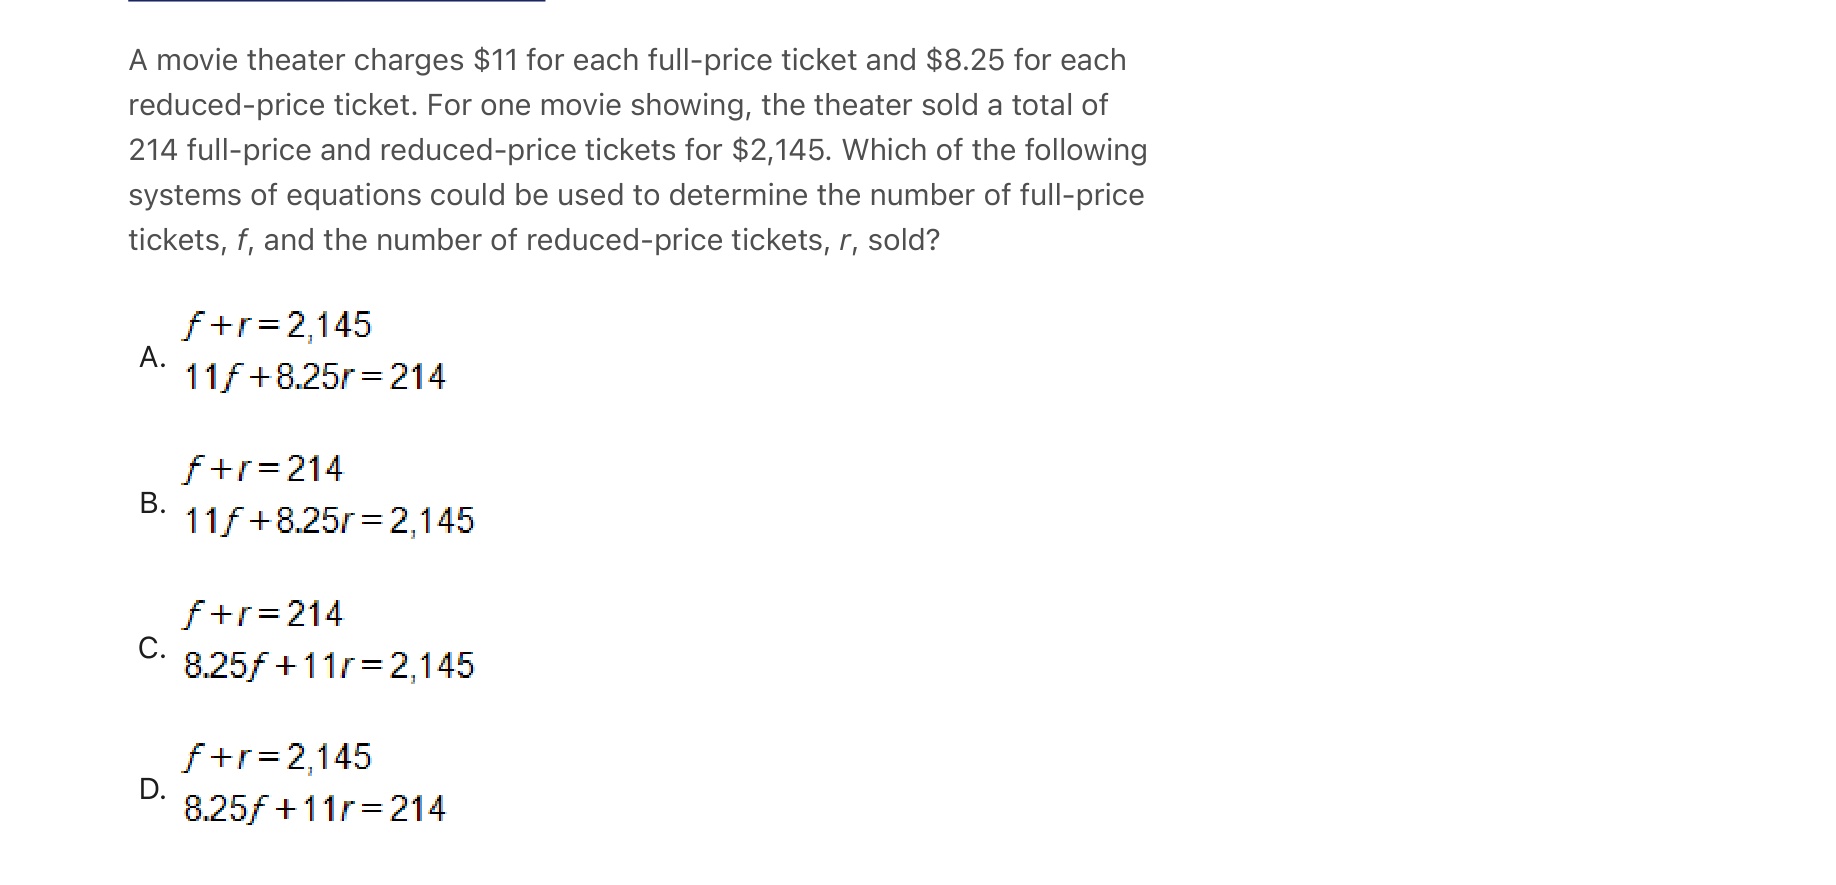 A movie theater charges $11 for each full-price ticket and $8.25 for each
reduced-price ticket. For one movie showing, the theater sold a total of
214 full-price and reduced-price tickets for $2,145. Which of the following
systems of equations could be used to determine the number of full-price
tickets, f, and the number of reduced-price tickets, r, sold?
A.
f+r=2,145
11f+8.25r=214
B.
f+r=214
11f+8.25r=2,145
C.
f+r=214
8.25f+11r=2,145
D.
f+r=2,145
8.25f+11r=214